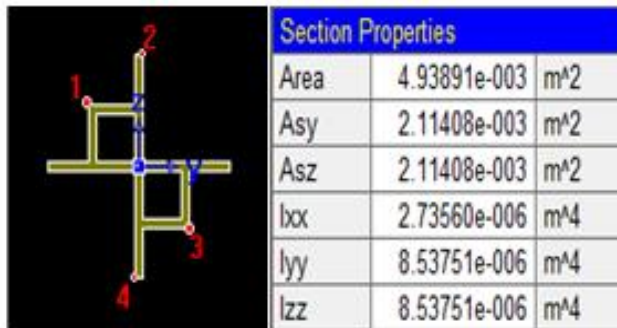 2
1
z
y
3
4
Section Properties
Area 4.93891e-003 m^2
Asy 2.11408e-003 m^2
Asz 2.11408e-003 m^2
Ixx 2.73560e-006 m^4
Iyy 8.53751e-006 m^4
Izz 8.53751e-006 m^4